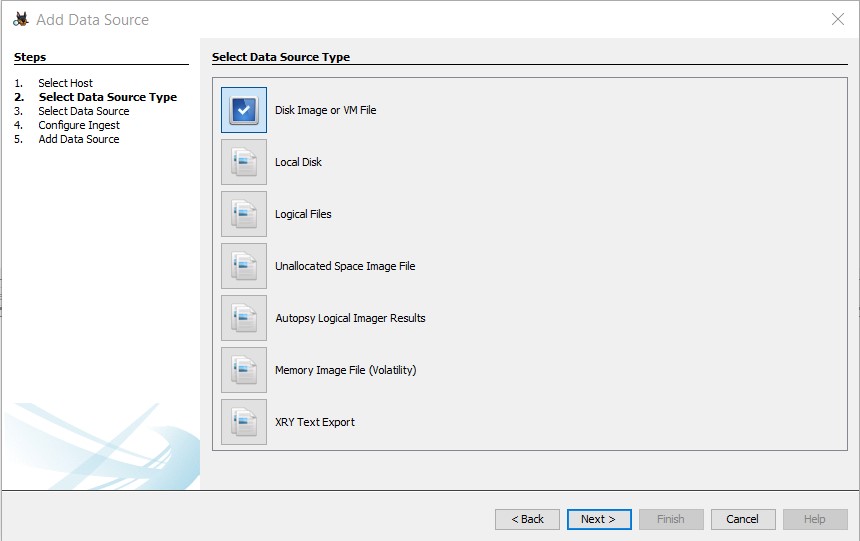 Add Data Source
Steps
1. Select Host
2. Select Data Source Type
3. Select Data Source
4. Configure Ingest
5. Add Data Source
Select Data Source Type
Disk Image or VM File
Local Disk
Logical Files
Unallocated Space Image File
Autopsy Logical Imager Results
Memory Image File (Volatility)
XRY Text Export
< Back Next > Finish Cancel Help